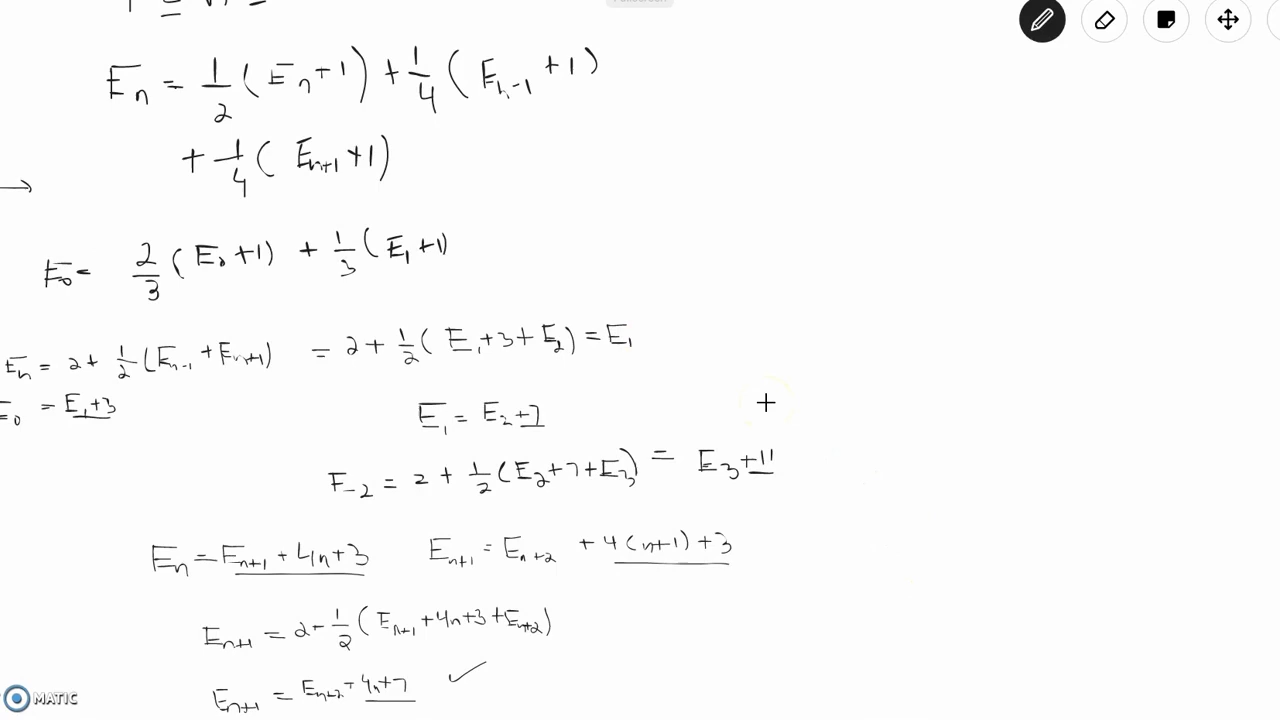 E_n = 1/2 (E_n + 1) + 1/4 (E_{n-1} + 1)
+ 1/4 (E_{n+1} + 1)
→
E_0 = 2/3 (E_0 + 1) + 1/3 (E_1 + 1)
E_n = 2 + 1/2 (E_{n-1} + E_{n+1}) = 2 + 1/2 (E_1 + 3 + E_2) = E_1
E_0 = E_1 + 3
E_1 = E_2 + 7
E_2 = 2 + 1/2 (E_2 + 7 + E_3) = E_3 + 11
E_n = E_{n+1} + 4n + 3 E_{n+1} = E_{n+2} + 4(n+1) + 3
E_{n+1} = 2 + 1/2 (E_{n+1} + 4n + 3 + E_{n+2})
E_{n+1} = E_{n+2} + 4n + 7 ✓
MATIC